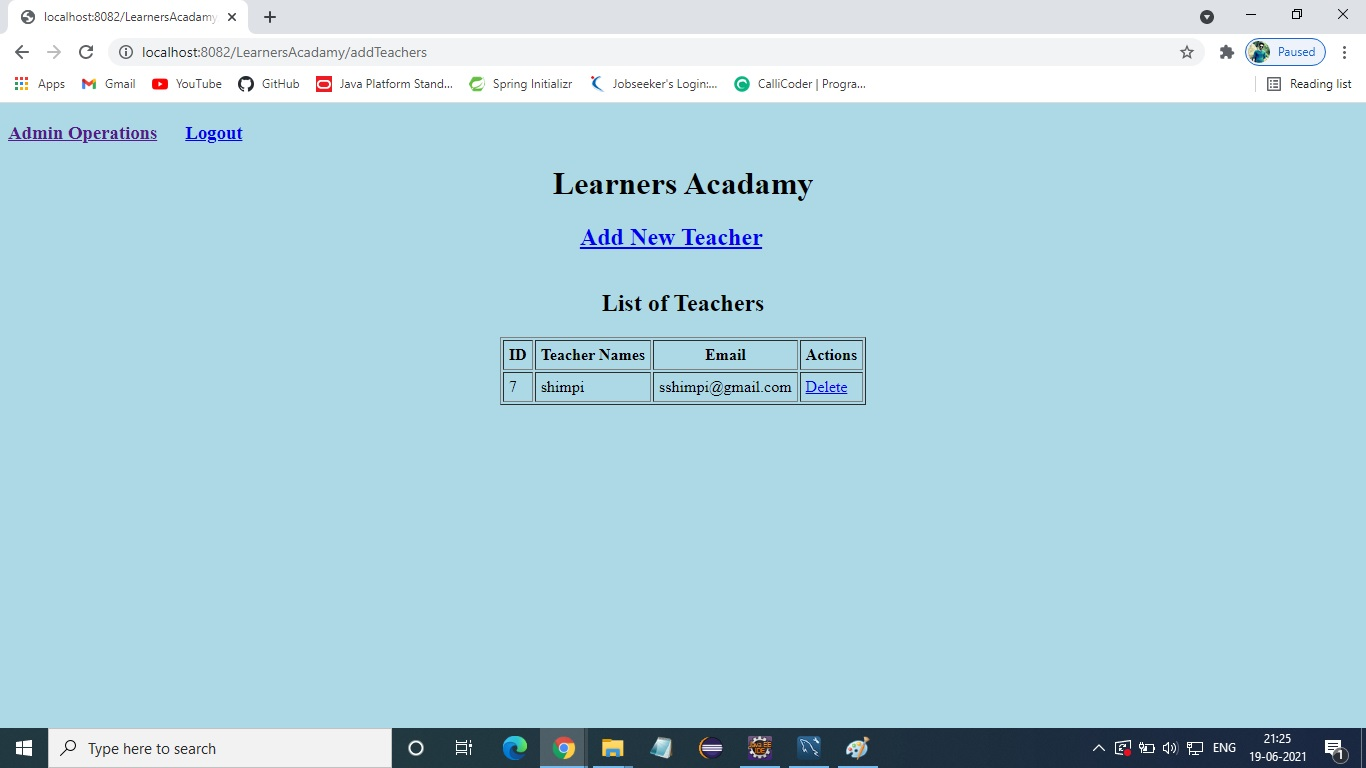 localhost:8082/LearnersAcadamy
localhost:8082/LearnersAcadamy/addTeachers
Paused
Apps
Gmail
YouTube
GitHub
Java Platform Stand...
Spring Initializr
Jobseeker's Login:...
CalliCoder | Progra...
Reading list
Admin Operations
Logout
Learners Acadamy
Add New Teacher
List of Teachers
ID Teacher Names Email Actions
7 shimpi sshimpi@gmail.com Delete
Type here to search
ENG
21:25
19-06-2021
1